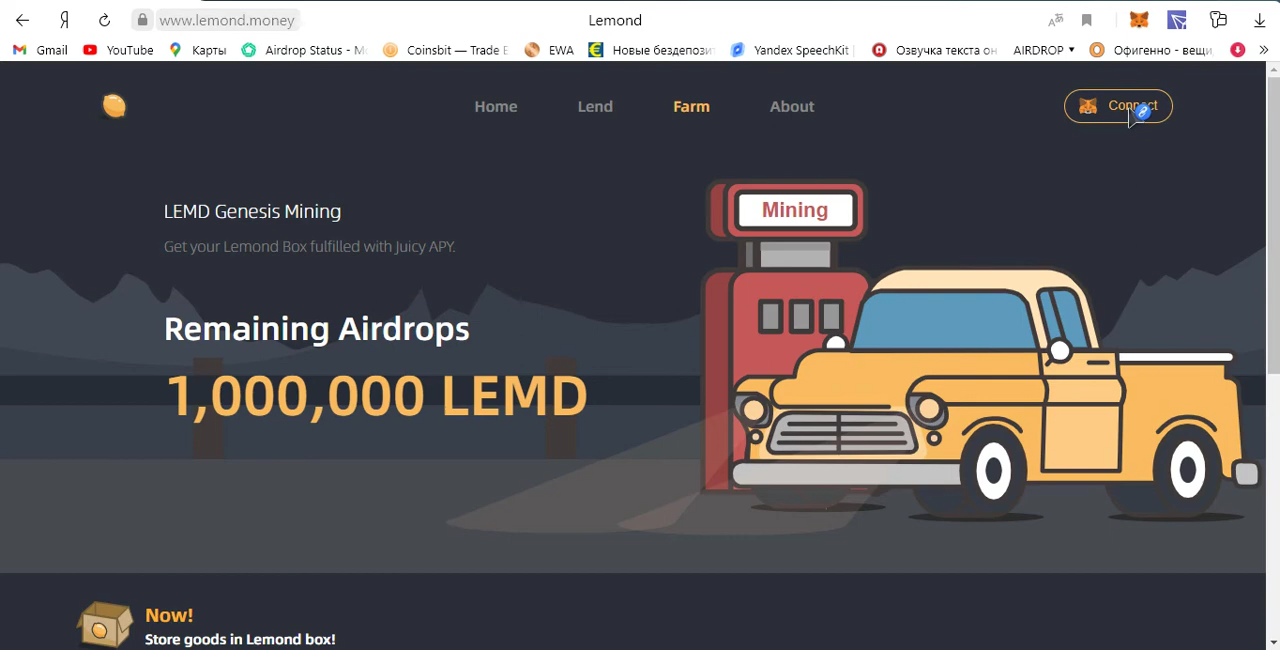 Я www.lemond.money Lemond
Gmail YouTube Карты Airdrop Status - Mo Coinsbit — Trade E EWA Новые бездепози Yandex SpeechKit Озвучка текста он AIRDROP Офигенно - вещи,
Home Lend Farm About Connect
LEMD Genesis Mining
Get your Lemond Box fulfilled with Juicy APY.
Mining
Remaining Airdrops
1,000,000 LEMD
Now!
Store goods in Lemond box!